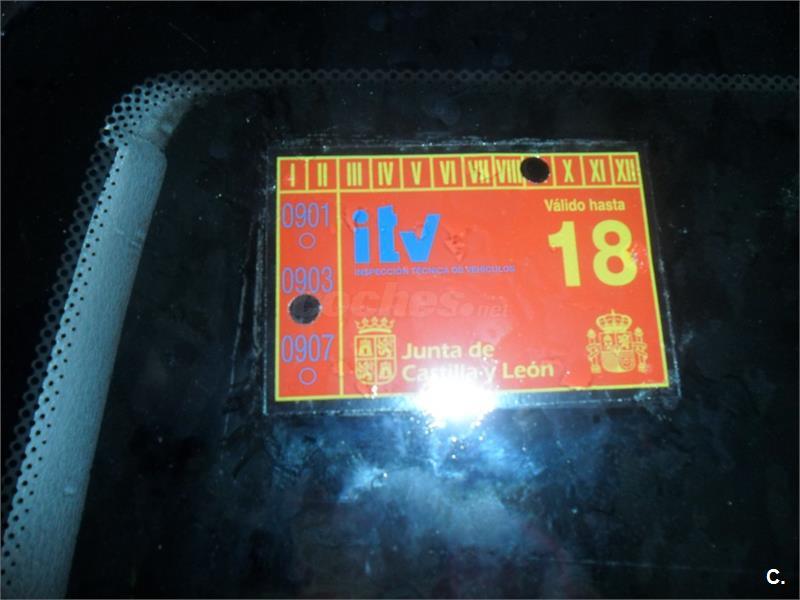 I II III IV V VI VII VIII X XI XII
0901
0903
0907
itv
INSPECCIÓN TÉCNICA DE VEHÍCULOS
Válido hasta
18
coches.net
Junta de
Castilla y León
C.